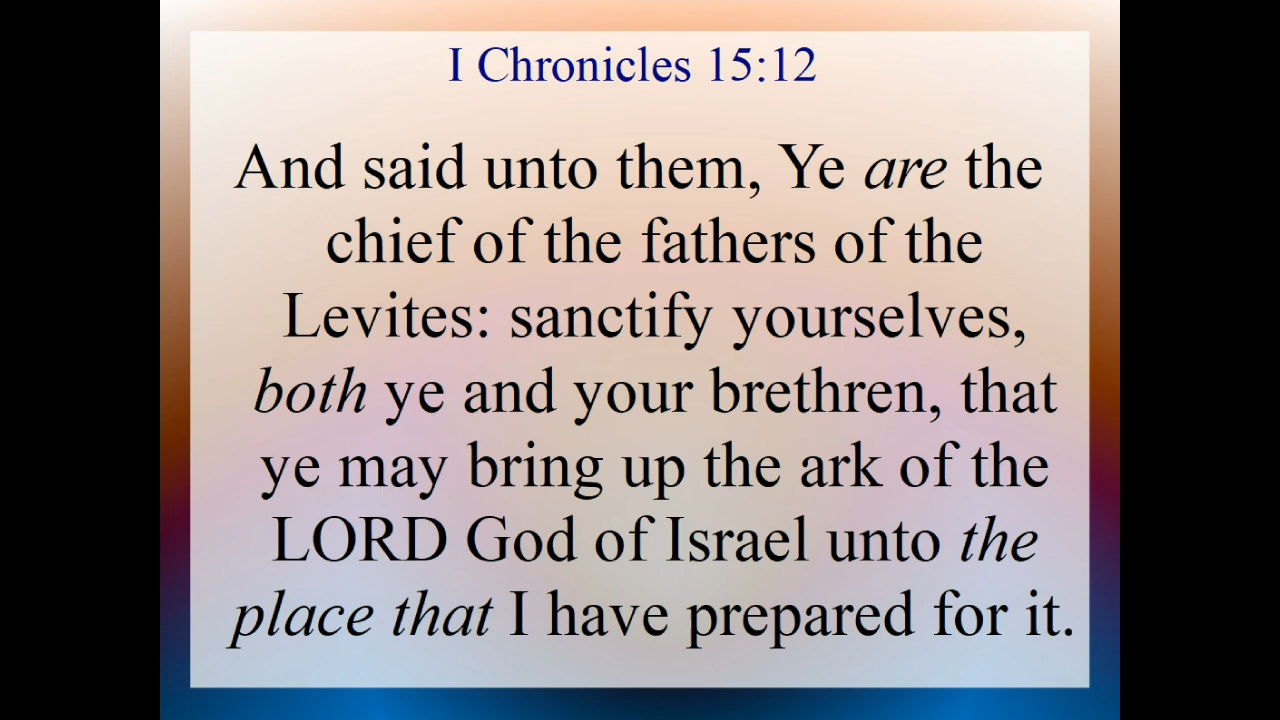 I Chronicles 15:12
And said unto them, Ye are the
chief of the fathers of the
Levites: sanctify yourselves,
both ye and your brethren, that
ye may bring up the ark of the
LORD God of Israel unto the
place that I have prepared for it.